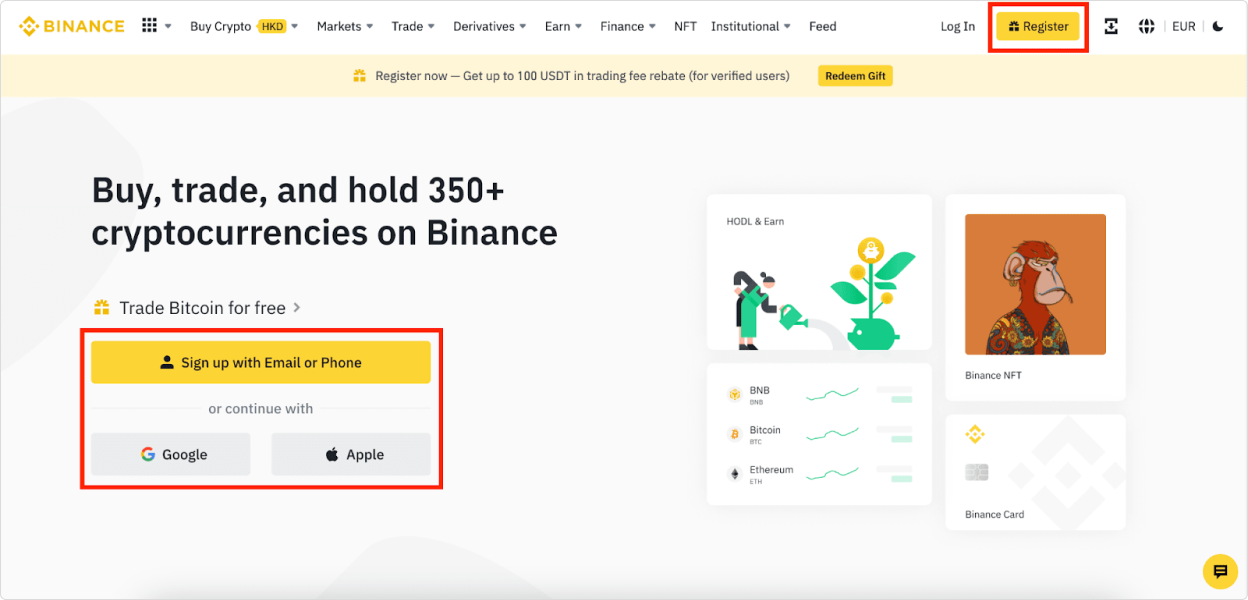 BINANCE Buy Crypto HKD Markets Trade Derivatives Earn Finance NFT Institutional Feed Log In Register EUR
Register now — Get up to 100 USDT in trading fee rebate (for verified users) Redeem Gift
Buy, trade, and hold 350+
cryptocurrencies on Binance
Trade Bitcoin for free
Sign up with Email or Phone
or continue with
Google Apple
HODL & Earn
BNB
BNB
Bitcoin
BTC
Ethereum
ETH
Binance NFT
Binance Card